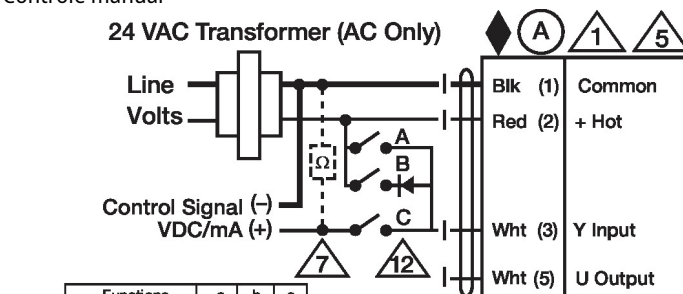 Controls manual
24 VAC Transformer (AC Only)
A 1 5
Line
Volts
Blk (1) Common
Red (2) + Hot
A
B
Ω
Control Signal (-)
VDC/mA (+)
C
Wht (3) Y Input
7 12
Wht (5) U Output
Functions a b c